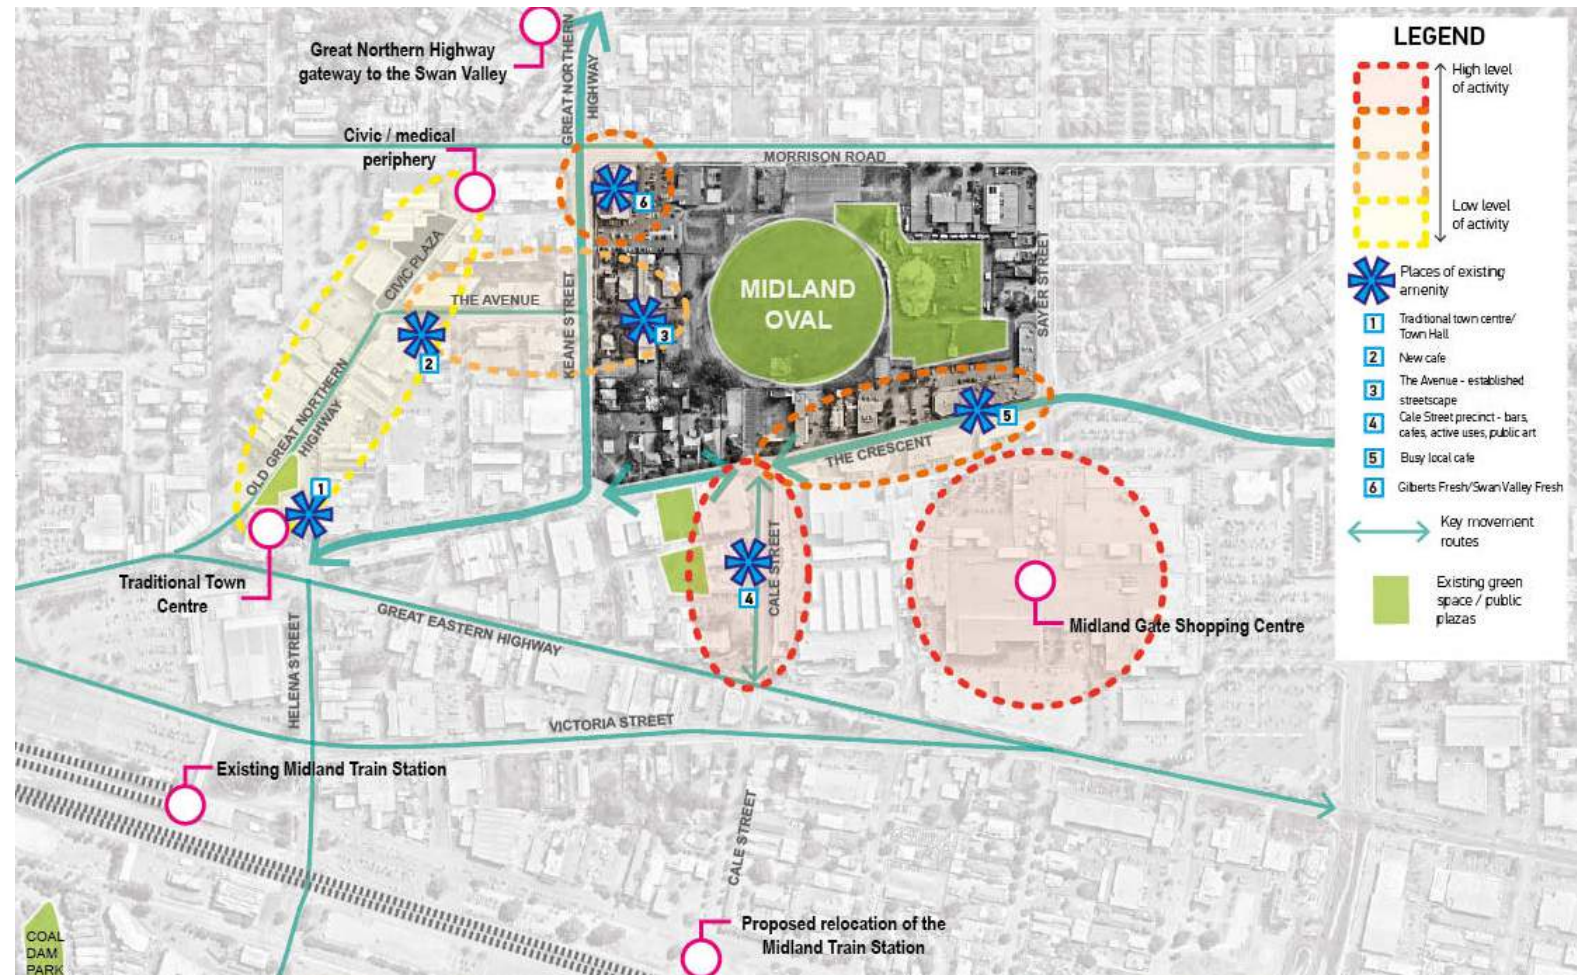 Great Northern Highway
gateway to the Swan Valley
GREAT NORTHERN
HIGHWAY
Civic / medical
periphery
MORRISON ROAD
6
CIVIC PLAZA
THE AVENUE
KEANE STREET
2
3
MIDLAND
OVAL
SAYER STREET
OLD GREAT NORTHERN
HIGHWAY
1
5
THE CRESCENT
CALE STREET
4
Traditional Town
Centre
HELENA STREET
GREAT EASTERN HIGHWAY
Midland Gate Shopping Centre
VICTORIA STREET
Existing Midland Train Station
CALE STREET
Proposed relocation of the
Midland Train Station
COAL
DAM
PARK
LEGEND
High level
of activity
Low level
of activity
Places of existing
amenity
1 Traditional town centre/
Town Hall
2 New cafe
3 The Avenue - established
streetscape
4 Cale Street precinct - bars,
cafes, active uses, public art
5 Busy local cafe
6 Gilberts Fresh/Swan Valley Fresh
Key movement
routes
Existing green
space / public
plazas